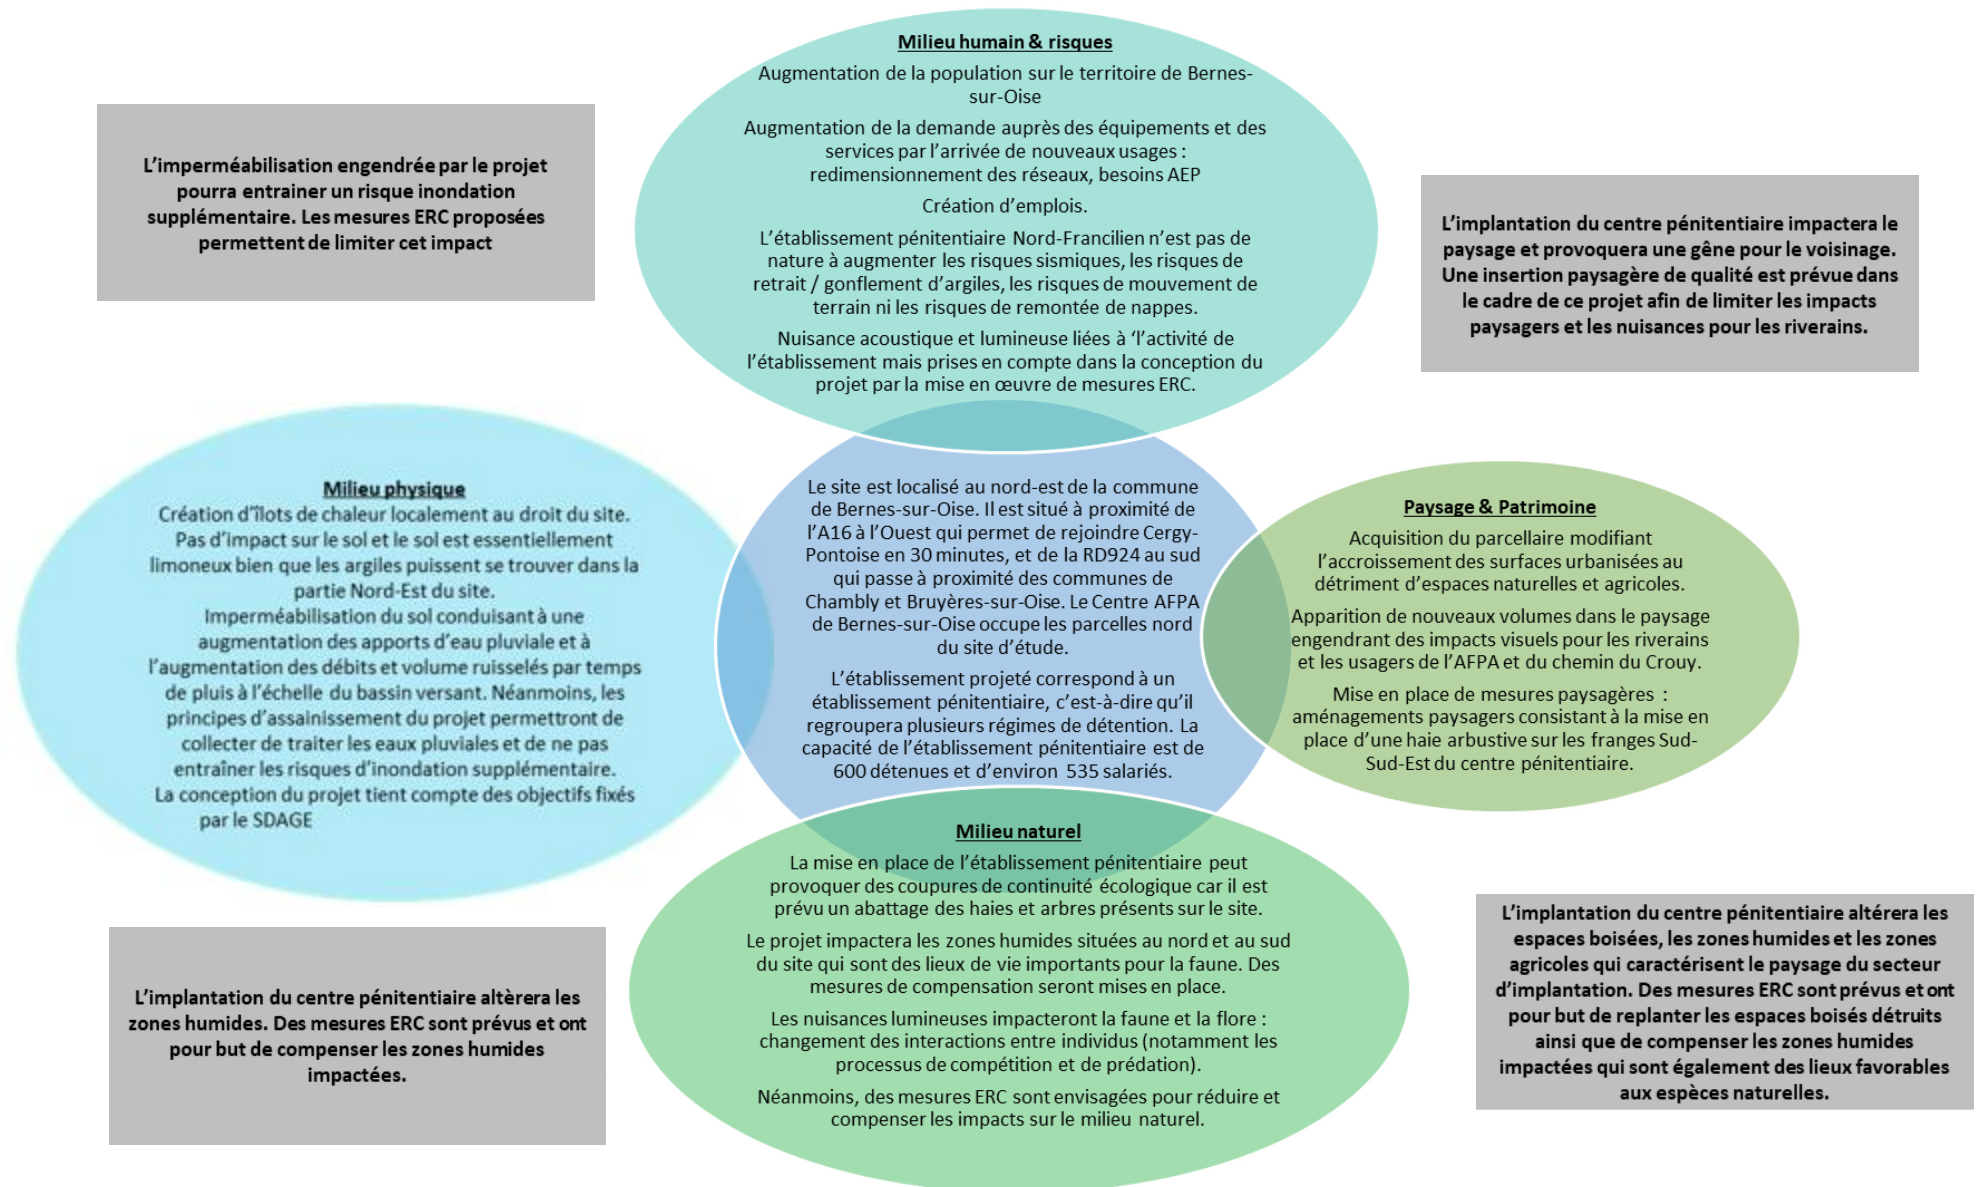 Milieu humain & risques
Augmentation de la population sur le territoire de Bernes-
sur-Oise
Augmentation de la demande auprès des équipements et des
services par l’arrivée de nouveaux usages :
redimensionnement des réseaux, besoins AEP
Création d’emplois.
L’établissement pénitentiaire Nord-Francilien n’est pas de
nature à augmenter les risques sismiques, les risques de
retrait / gonflement d’argiles, les risques de mouvement de
terrain ni les risques de remontée de nappes.
Nuisance acoustique et lumineuse liées à ‘l’activité de
l’établissement mais prises en compte dans la conception du
projet par la mise en œuvre de mesures ERC.
L’imperméabilisation engendrée par le projet
pourra entrainer un risque inondation
supplémentaire. Les mesures ERC proposées
permettent de limiter cet impact
L’implantation du centre pénitentiaire impactera le
paysage et provoquera une gêne pour le voisinage.
Une insertion paysagère de qualité est prévue dans
le cadre de ce projet afin de limiter les impacts
paysagers et les nuisances pour les riverains.
Milieu physique
Création d’îlots de chaleur localement au droit du site.
Pas d’impact sur le sol et le sol est essentiellement
limoneux bien que les argiles puissent se trouver dans la
partie Nord-Est du site.
Imperméabilisation du sol conduisant à une
augmentation des apports d’eau pluviale et à
l’augmentation des débits et volume ruisselés par temps
de pluis à l’échelle du bassin versant. Néanmoins, les
principes d’assainissement du projet permettront de
collecter de traiter les eaux pluviales et de ne pas
entraîner les risques d’inondation supplémentaire.
La conception du projet tient compte des objectifs fixés
par le SDAGE
Le site est localisé au nord-est de la commune
de Bernes-sur-Oise. Il est situé à proximité de
l’A16 à l’Ouest qui permet de rejoindre Cergy-
Pontoise en 30 minutes, et de la RD924 au sud
qui passe à proximité des communes de
Chambly et Bruyères-sur-Oise. Le Centre AFPA
de Bernes-sur-Oise occupe les parcelles nord
du site d’étude.
L’établissement projeté correspond à un
établissement pénitentiaire, c’est-à-dire qu’il
regroupera plusieurs régimes de détention. La
capacité de l’établissement pénitentiaire est de
600 détenues et d’environ 535 salariés.
Paysage & Patrimoine
Acquisition du parcellaire modifiant
l’accroissement des surfaces urbanisées au
détriment d’espaces naturelles et agricoles.
Apparition de nouveaux volumes dans le paysage
engendrant des impacts visuels pour les riverains
et les usagers de l’AFPA et du chemin du Crouy.
Mise en place de mesures paysagères :
aménagements paysagers consistant à la mise en
place d’une haie arbustive sur les franges Sud-
Sud-Est du centre pénitentiaire.
Milieu naturel
La mise en place de l’établissement pénitentiaire peut
provoquer des coupures de continuité écologique car il est
prévu un abattage des haies et arbres présents sur le site.
Le projet impactera les zones humides situées au nord et au sud
du site qui sont des lieux de vie importants pour la faune. Des
mesures de compensation seront mises en place.
Les nuisances lumineuses impacteront la faune et la flore :
changement des interactions entre individus (notamment les
processus de compétition et de prédation).
Néanmoins, des mesures ERC sont envisagées pour réduire et
compenser les impacts sur le milieu naturel.
L’implantation du centre pénitentiaire altèrera les
zones humides. Des mesures ERC sont prévus et ont
pour but de compenser les zones humides
impactées.
L’implantation du centre pénitentiaire altérera les
espaces boisées, les zones humides et les zones
agricoles qui caractérisent le paysage du secteur
d’implantation. Des mesures ERC sont prévus et ont
pour but de replanter les espaces boisés détruits
ainsi que de compenser les zones humides
impactées qui sont également des lieux favorables
aux espèces naturelles.